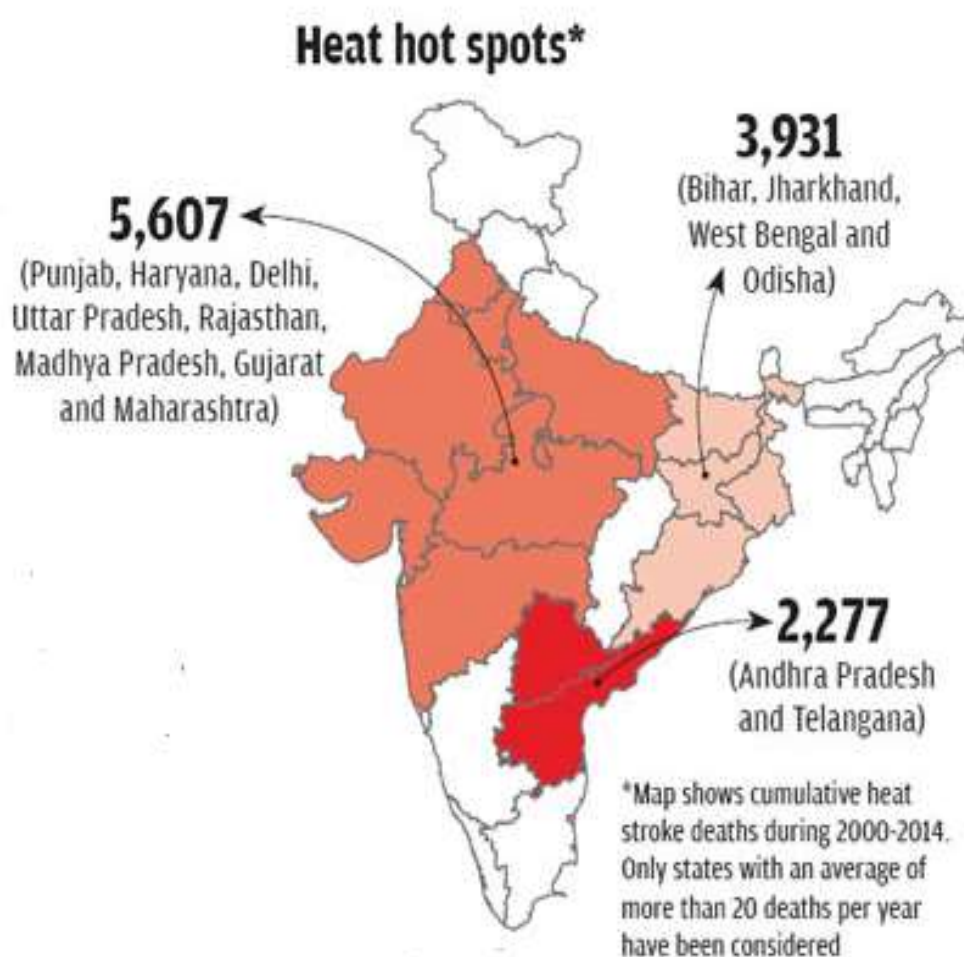 Heat hot spots*
5,607
(Punjab, Haryana, Delhi,
Uttar Pradesh, Rajasthan,
Madhya Pradesh, Gujarat
and Maharashtra)
3,931
(Bihar, Jharkhand,
West Bengal and
Odisha)
2,277
(Andhra Pradesh
and Telangana)
*Map shows cumulative heat
stroke deaths during 2000-2014.
Only states with an average of
more than 20 deaths per year
have been considered